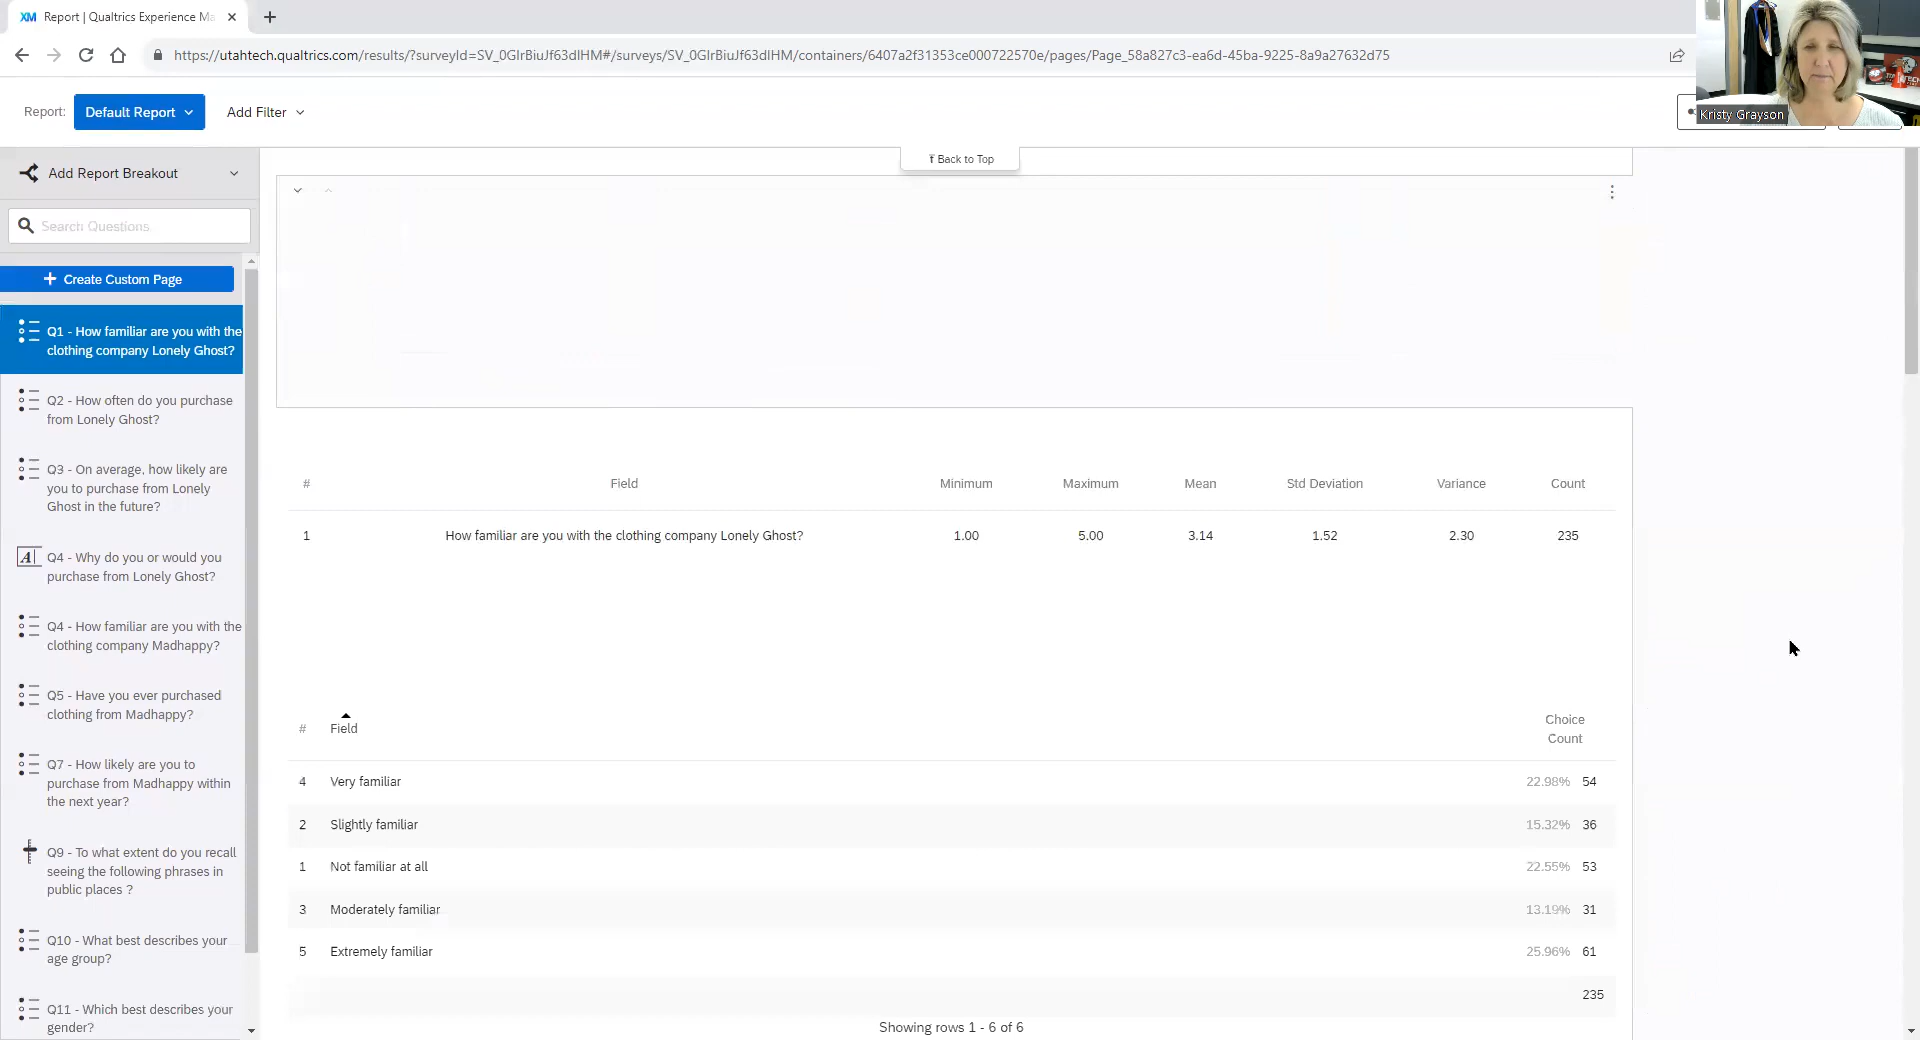 XM Report | Qualtrics Experience Ma
https://utahtech.qualtrics.com/results/?surveyId=SV_0GIrBiuJf63dIHM#/surveys/SV_0GIrBiuJf63dIHM/containers/6407a2f31353ce000722570e/pages/Page_58a827c3-ea6d-45ba-9225-8a9a27632d75
Kristy Grayson
Report: Default Report Add Filter
Back to Top
Add Report Breakout
Search Questions
+ Create Custom Page
Q1 - How familiar are you with the
clothing company Lonely Ghost?
Q2 - How often do you purchase
from Lonely Ghost?
Q3 - On average, how likely are
you to purchase from Lonely
Ghost in the future?
Q4 - Why do you or would you
purchase from Lonely Ghost?
Q4 - How familiar are you with the
clothing company Madhappy?
Q5 - Have you ever purchased
clothing from Madhappy?
Q7 - How likely are you to
purchase from Madhappy within
the next year?
Q9 - To what extent do you recall
seeing the following phrases in
public places ?
Q10 - What best describes your
age group?
Q11 - Which best describes your
gender?
# Field Minimum Maximum Mean Std Deviation Variance Count
1 How familiar are you with the clothing company Lonely Ghost? 1.00 5.00 3.14 1.52 2.30 235
# Field Choice
Count
4 Very familiar 22.98% 54
2 Slightly familiar 15.32% 36
1 Not familiar at all 22.55% 53
3 Moderately familiar 13.19% 31
5 Extremely familiar 25.96% 61
235
Showing rows 1 - 6 of 6